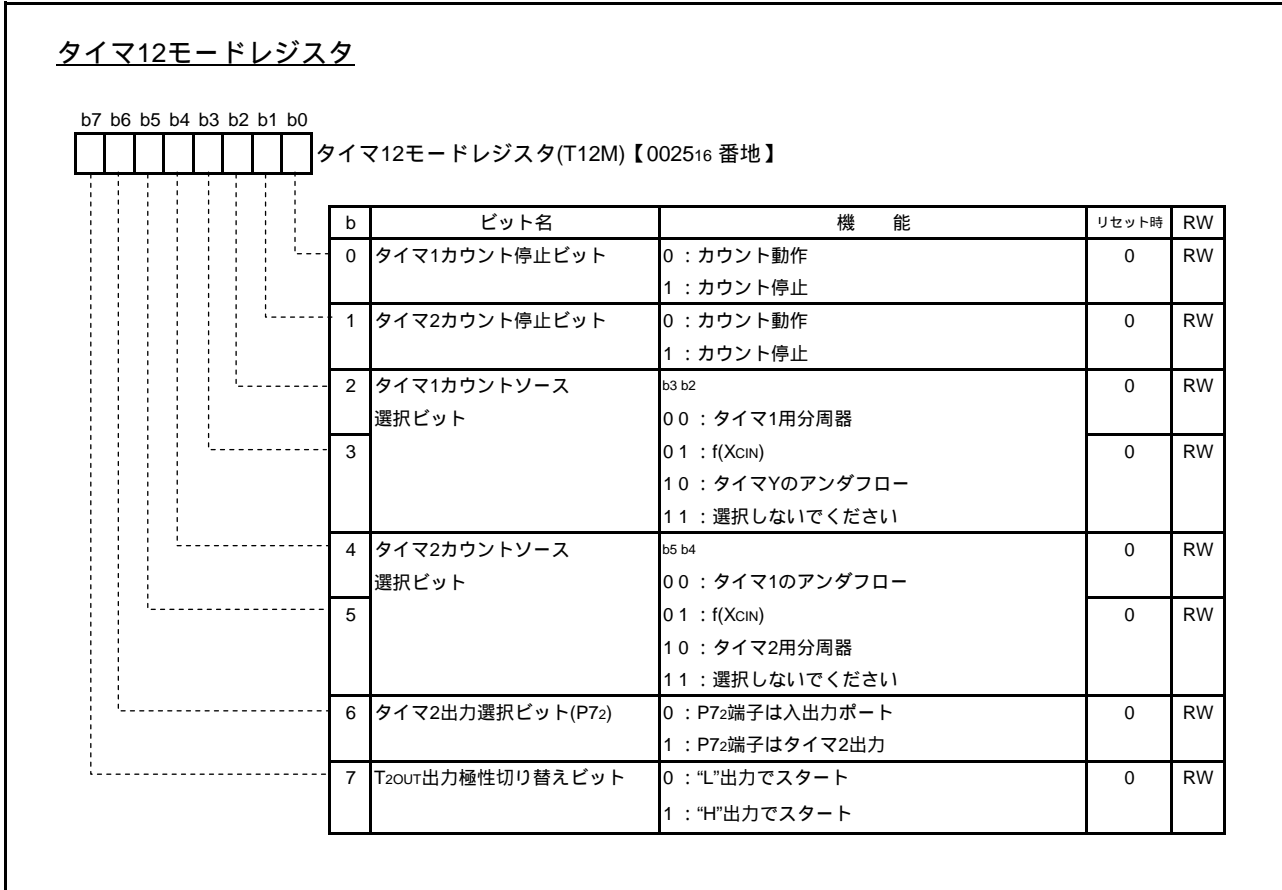 タイマ12モードレジスタ
b7 b6 b5 b4 b3 b2 b1 b0
タイマ12モードレジスタ(T12M)【002516 番地】
b ビット名 機 能 リセット時 RW
0 タイマ1カウント停止ビット 0 :カウント動作 0 RW
1 :カウント停止
1 タイマ2カウント停止ビット 0 :カウント動作 0 RW
1 :カウント停止
2 タイマ1カウントソース b3 b2 0 RW
選択ビット 0 0 :タイマ1用分周器
3 0 1 :f(XCIN) 0 RW
1 0 :タイマYのアンダフロー
1 1 :選択しないでください
4 タイマ2カウントソース b5 b4 0 RW
選択ビット 0 0 :タイマ1のアンダフロー
5 0 1 :f(XCIN) 0 RW
1 0 :タイマ2用分周器
1 1 :選択しないでください
6 タイマ2出力選択ビット(P72) 0 :P72端子は入出力ポート 0 RW
1 :P72端子はタイマ2出力
7 T2OUT出力極性切り替えビット 0 :“L”出力でスタート 0 RW
1 :“H”出力でスタート